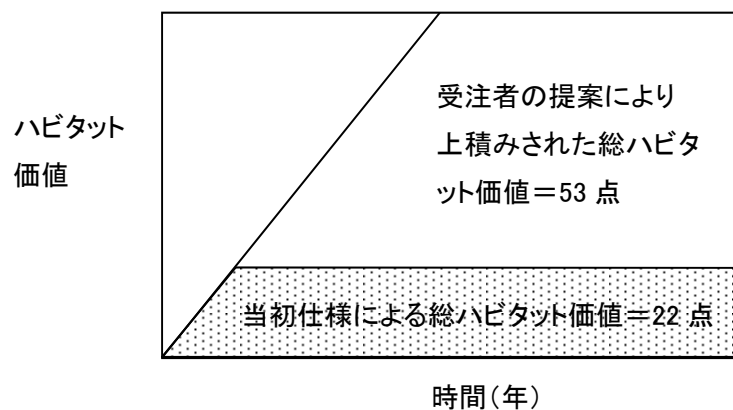 ハビタット
価値
受注者の提案により
上積みされた総ハビタ
ット価値＝53 点
当初仕様による総ハビタット価値＝22 点
時間（年）